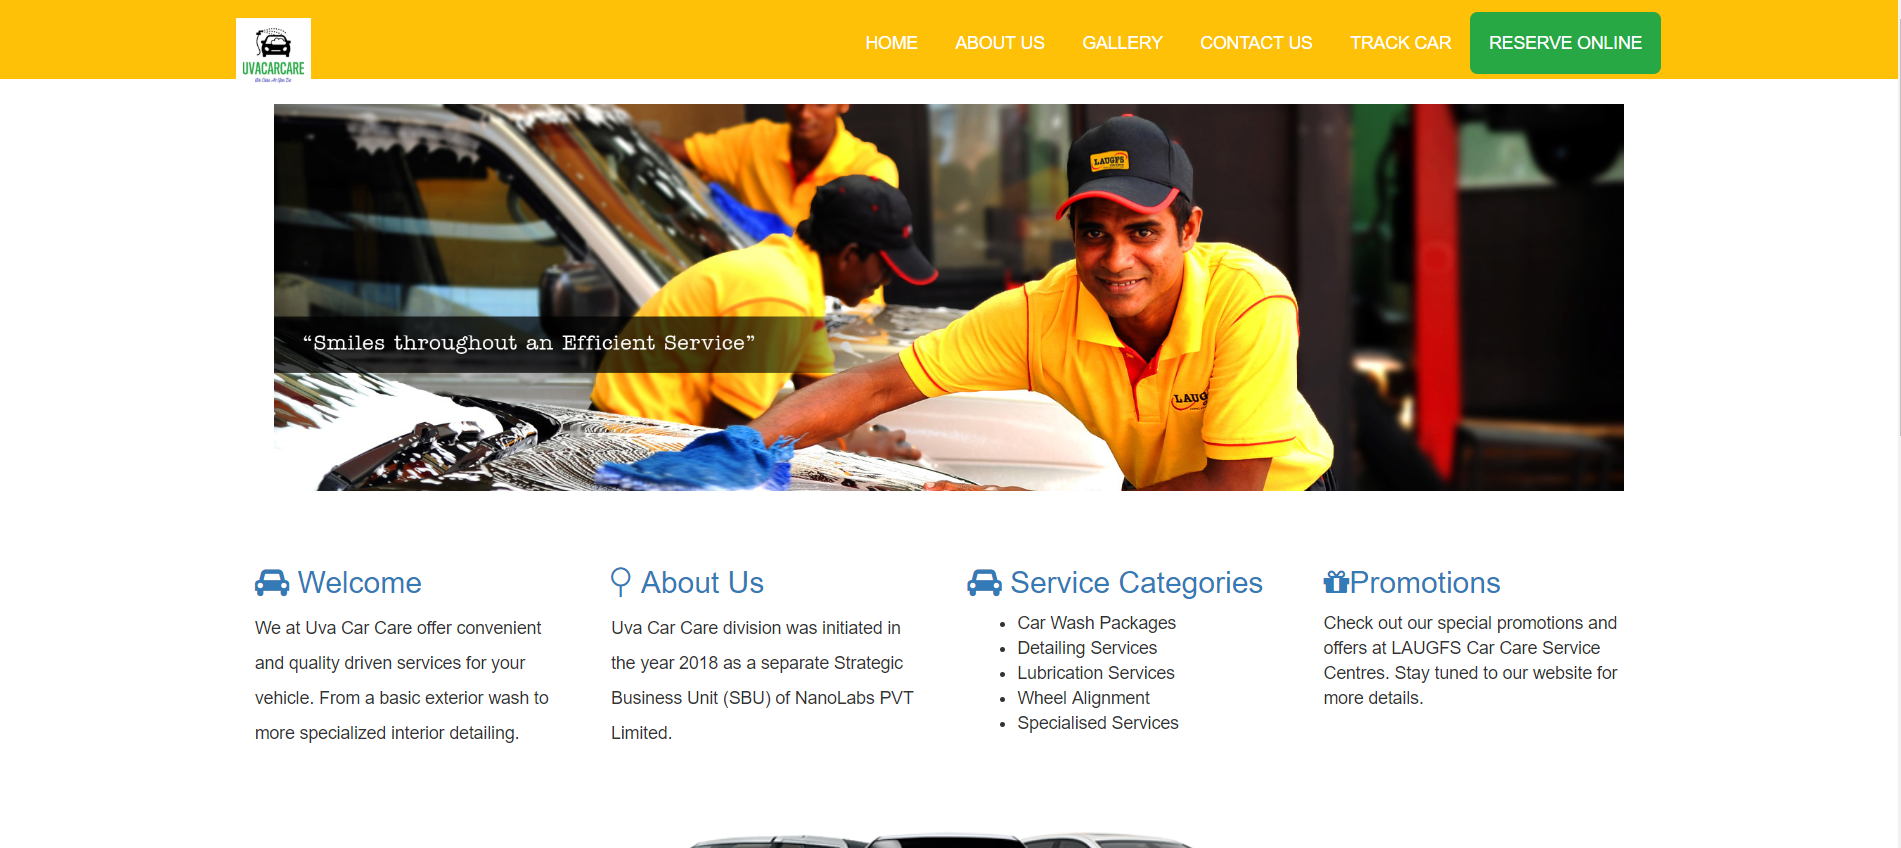 UVACARCARE
We Care As You Do
HOME
ABOUT US
GALLERY
CONTACT US
TRACK CAR
RESERVE ONLINE
LAUGFS
“Smiles throughout an Efficient Service”
Welcome
We at Uva Car Care offer convenient
and quality driven services for your
vehicle. From a basic exterior wash to
more specialized interior detailing.
About Us
Uva Car Care division was initiated in
the year 2018 as a separate Strategic
Business Unit (SBU) of NanoLabs PVT
Limited.
Service Categories
Car Wash Packages
Detailing Services
Lubrication Services
Wheel Alignment
Specialised Services
Promotions
Check out our special promotions and
offers at LAUGFS Car Care Service
Centres. Stay tuned to our website for
more details.